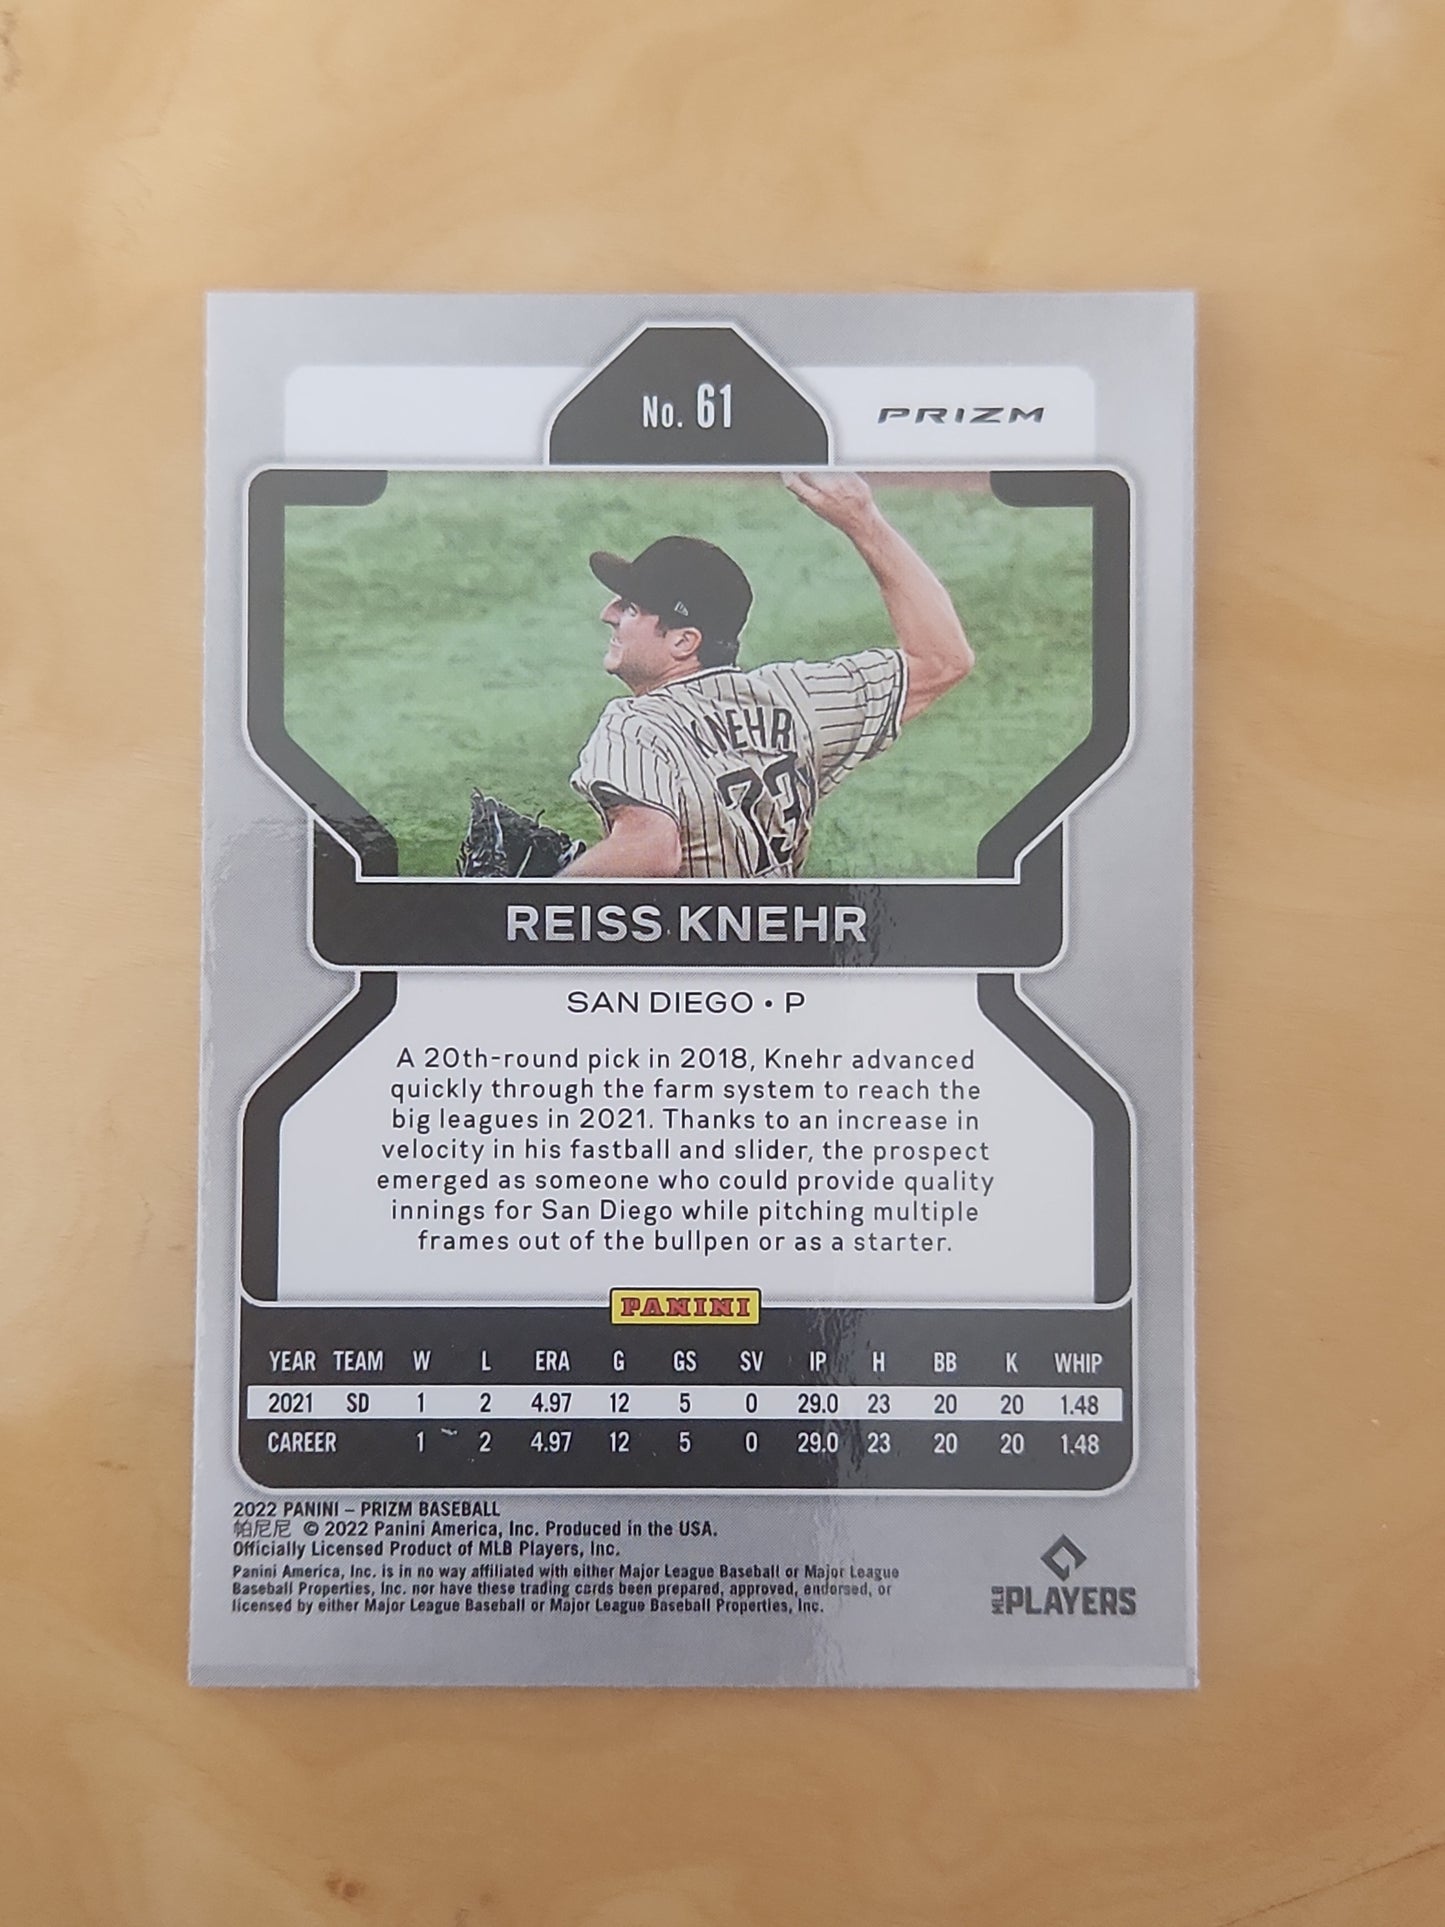 No. 61
PRIZM
KNEHR
73
REISS KNEHR
SAN DIEGO • P
A 20th-round pick in 2018, Knehr advanced
quickly through the farm system to reach the
big leagues in 2021. Thanks to an increase in
velocity in his fastball and slider, the prospect
emerged as someone who could provide quality
innings for San Diego while pitching multiple
frames out of the bullpen or as a starter.
PANINI
YEAR TEAM W L ERA G GS SV IP H BB K WHIP
2021 SD 1 2 4.97 12 5 0 29.0 23 20 20 1.48
CAREER 1 2 4.97 12 5 0 29.0 23 20 20 1.48
2022 PANINI – PRIZM BASEBALL
帕尼尼 © 2022 Panini America, Inc. Produced in the USA.
Officially Licensed Product of MLB Players, Inc.
Panini America, Inc. is in no way affiliated with either Major League Baseball or Major League
Baseball Properties, Inc. nor have these trading cards been prepared, approved, endorsed, or
licensed by either Major League Baseball or Major League Baseball Properties, Inc.
MLB PLAYERS